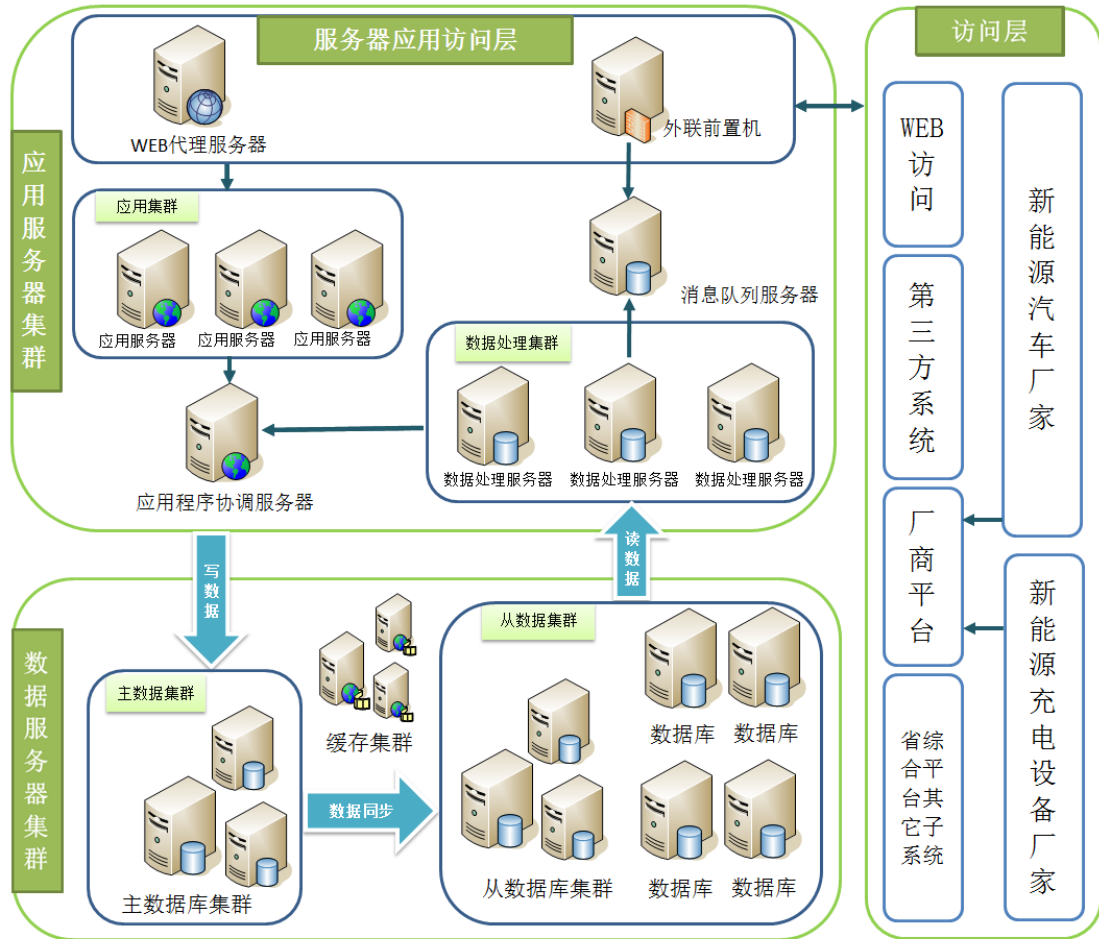 服务器应用访问层
WEB代理服务器
外联前置机
应用服务器集群
应用集群
应用服务器
应用服务器
应用服务器
消息队列服务器
数据处理集群
数据处理服务器
数据处理服务器
数据处理服务器
应用程序协调服务器
写数据
读数据
数据服务器集群
主数据集群
主数据库集群
缓存集群
数据同步
从数据集群
从数据库集群
数据库
数据库
数据库
数据库
访问层
WEB
访问
第三方系统
厂商平台
省综
合平
台其
它子
系统
新能源汽车厂家
新能源充电设备厂家